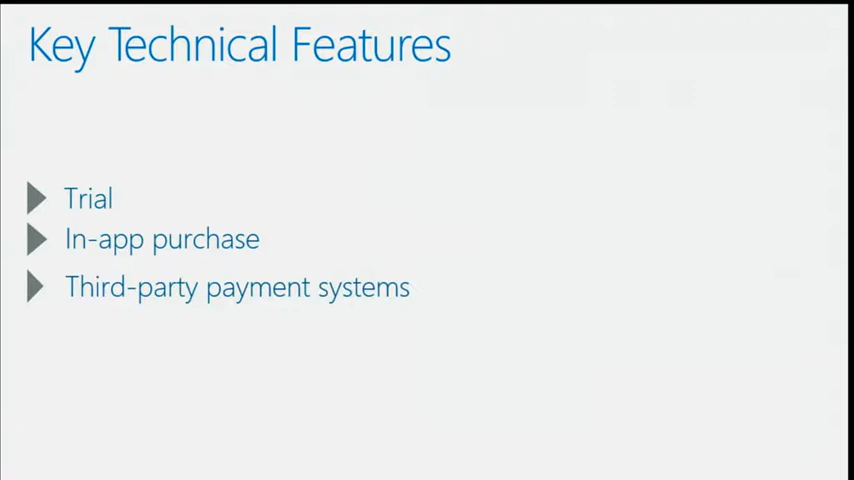 Key Technical Features
Trial
In-app purchase
Third-party payment systems